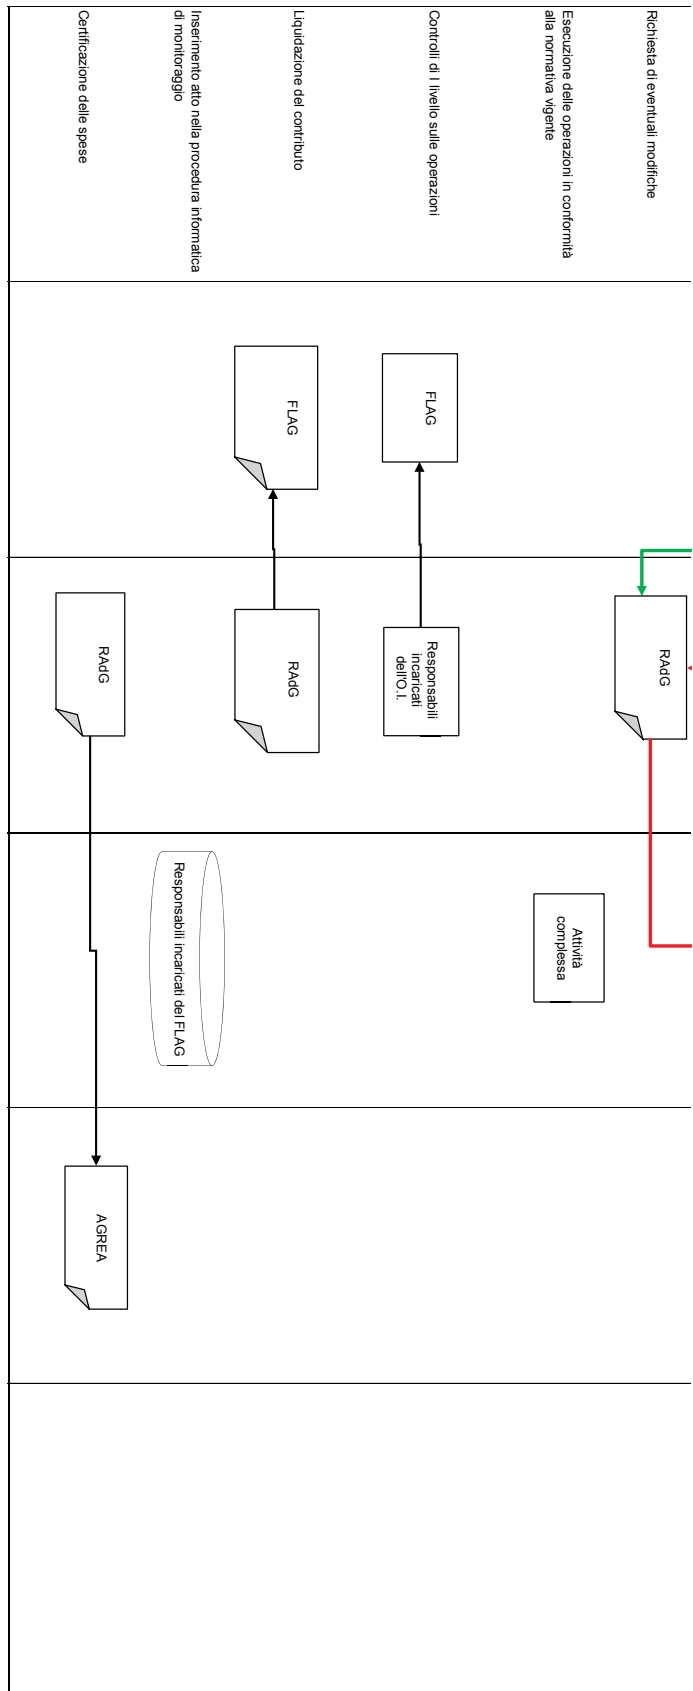 Richiesta di eventuali modifiche
RAdG
Esecuzione delle operazioni in conformità
alla normativa vigente
Attività
complessa
Controlli di I livello sulle operazioni
FLAG
Responsabili
incaricati
dell'O.I.
Liquidazione del contributo
FLAG
RAdG
Inserimento atto nella procedura informatica
di monitoraggio
Responsabili incaricati del FLAG
Certificazione delle spese
RAdG
AGREA